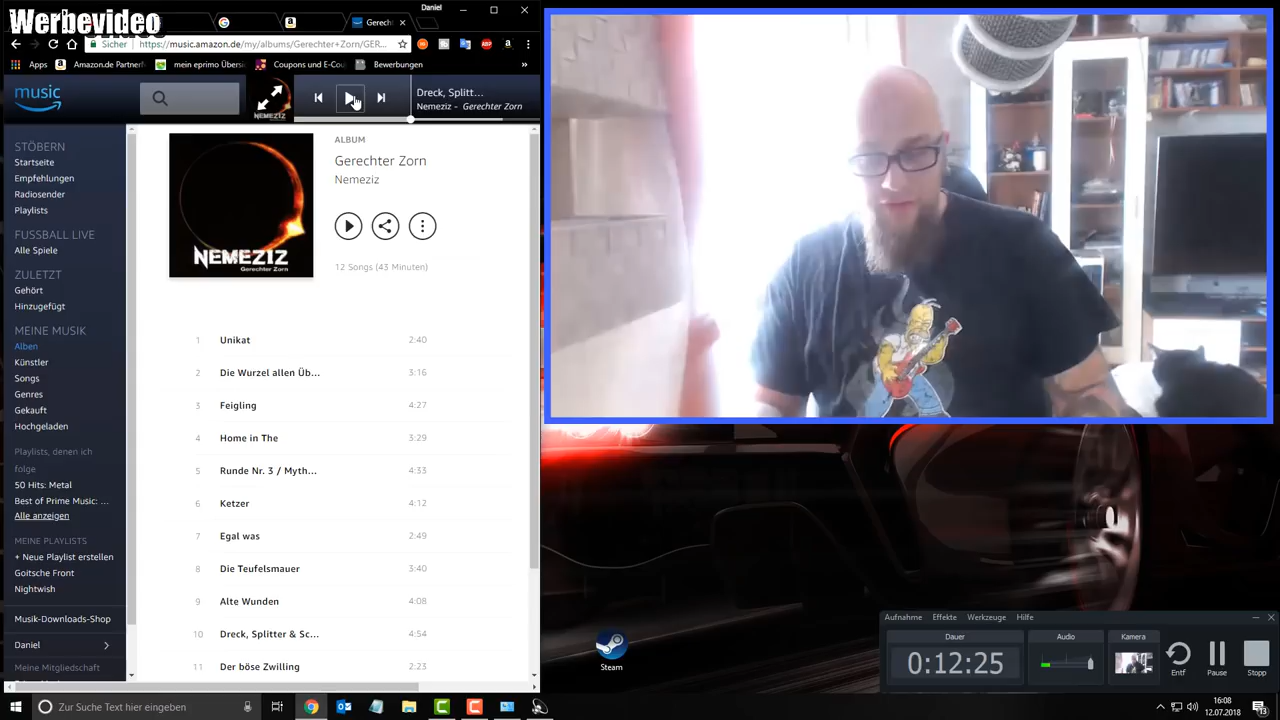 Werbevideo
Gerecht
Daniel
Sicher
https://music.amazon.de/my/albums/Gerechter+Zorn/GER...
Apps
Amazon.de PartnerN
mein eprimo Übersi
Coupons und E-Cou
Bewerbungen
»
music
Dreck, Splitt...
Nemeziz - Gerechter Zorn
STÖBERN
Startseite
Empfehlungen
Radiosender
Playlists
FUSSBALL LIVE
Alle Spiele
ZULETZT
Gehört
Hinzugefügt
MEINE MUSIK
Alben
Künstler
Songs
Genres
Gekauft
Hochgeladen
Playlists, denen ich
folge
50 Hits: Metal
Best of Prime Music: ...
Alle anzeigen
MEINE PLAYLISTS
+ Neue Playlist erstellen
Goitsche Front
Nightwish
Musik-Downloads-Shop
Daniel
Meine Mitgliedschaft
NEMEZIZ
Gerechter Zorn
ALBUM
Gerechter Zorn
Nemeziz
12 Songs (43 Minuten)
1 Unikat 2:40
2 Die Wurzel allen Üb... 3:16
3 Feigling 4:27
4 Home in The 3:29
5 Runde Nr. 3 / Myth... 4:33
6 Ketzer 4:12
7 Egal was 2:49
8 Die Teufelsmauer 3:40
9 Alte Wunden 4:08
10 Dreck, Splitter & Sc... 4:54
11 Der böse Zwilling 2:23
Steam
Aufnahme Effekte Werkzeuge Hilfe
Dauer Audio Kamera
0:12:25
Entf Pause Stopp
Zur Suche Text hier eingeben
16:08
12.07.2018
13